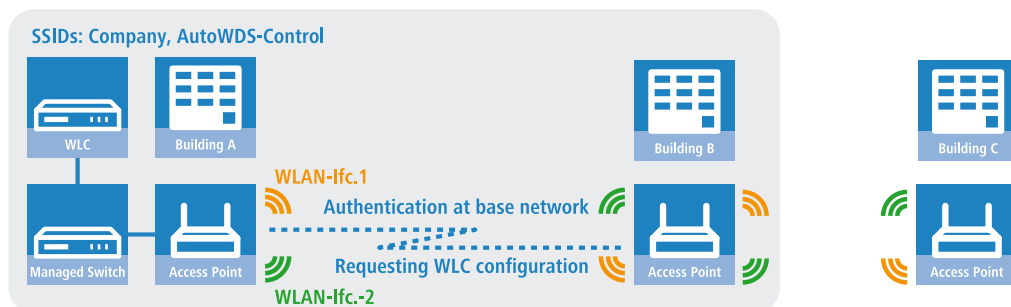 SSIDs: Company, AutoWDS-Control
WLC
Building A
Building B
Building C
WLAN-Ifc.1
Authentication at base network
Managed Switch
Access Point
Requesting WLC configuration
Access Point
Access Point
WLAN-Ifc.-2